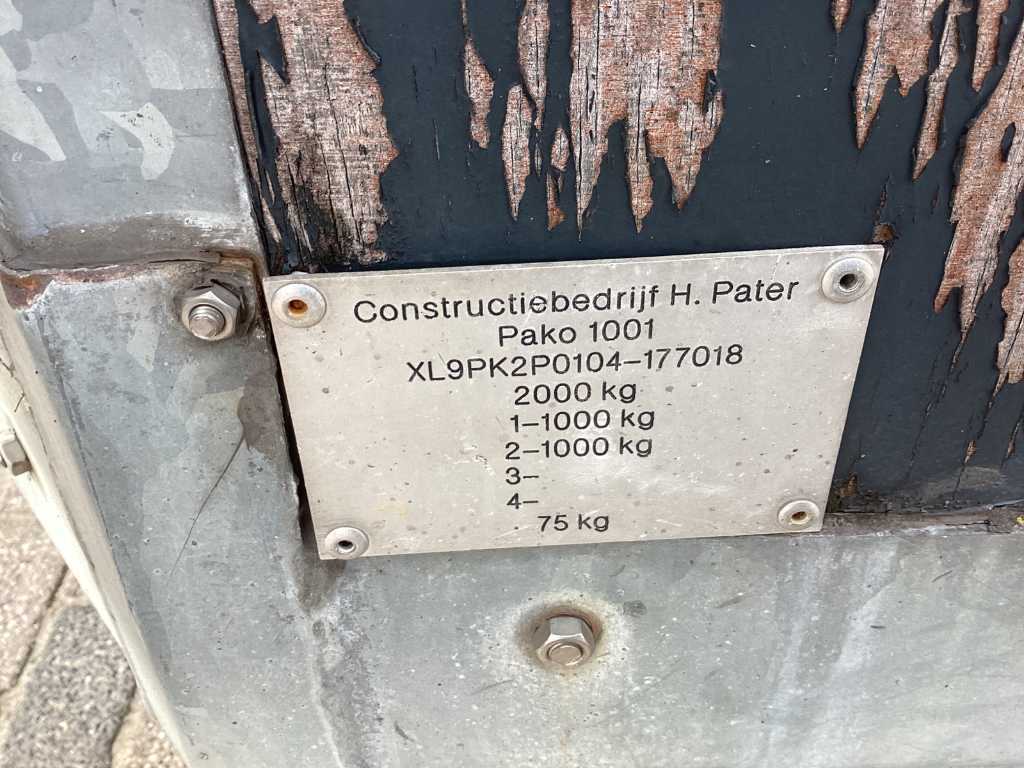 Constructiebedrijf H. Pater
Pako 1001
XL9PK2P0104-177018
2000 kg
1-1000 kg
2-1000 kg
3-
4-
75 kg